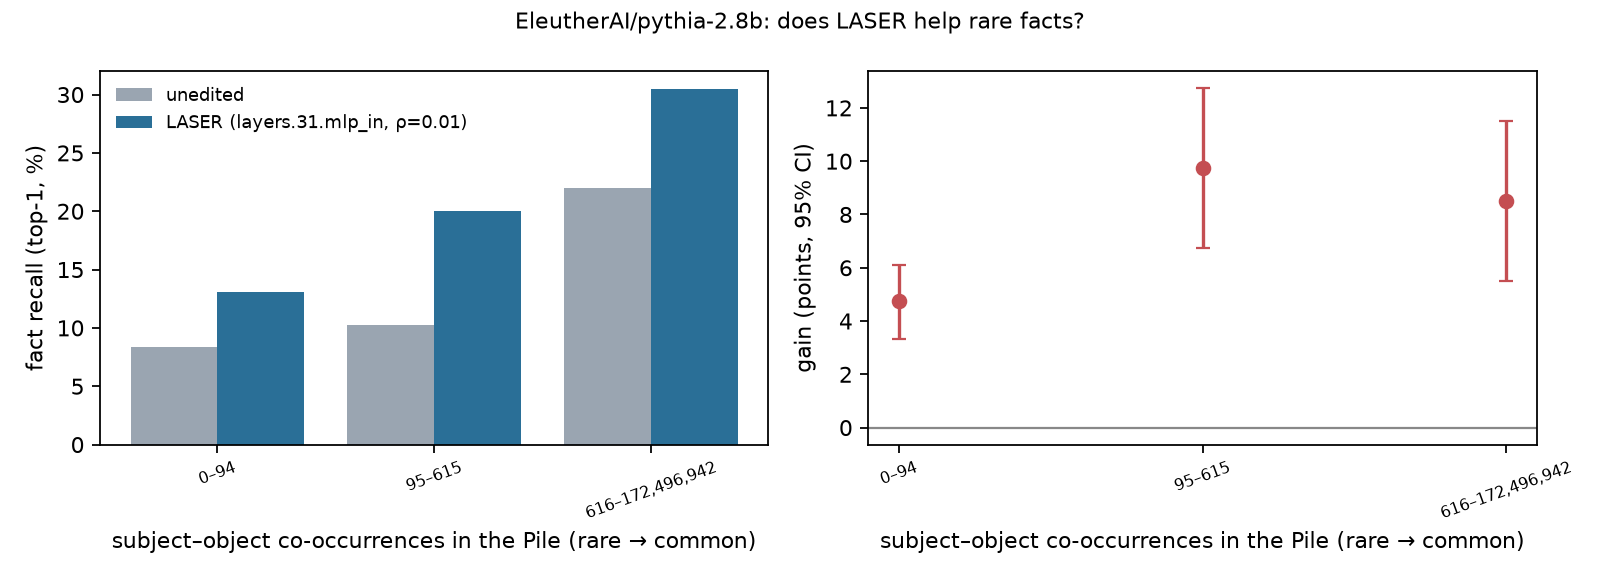 EleutherAI/pythia-2.8b: does LASER help rare facts?
unedited
LASER (layers.31.mlp_in, ρ=0.01)
fact recall (top-1, %)
30
25
20
15
10
5
0
0–94
95–615
616–172,496,942
subject–object co-occurrences in the Pile (rare → common)
gain (points, 95% CI)
12
10
8
6
4
2
0
0–94
95–615
616–172,496,942
subject–object co-occurrences in the Pile (rare → common)